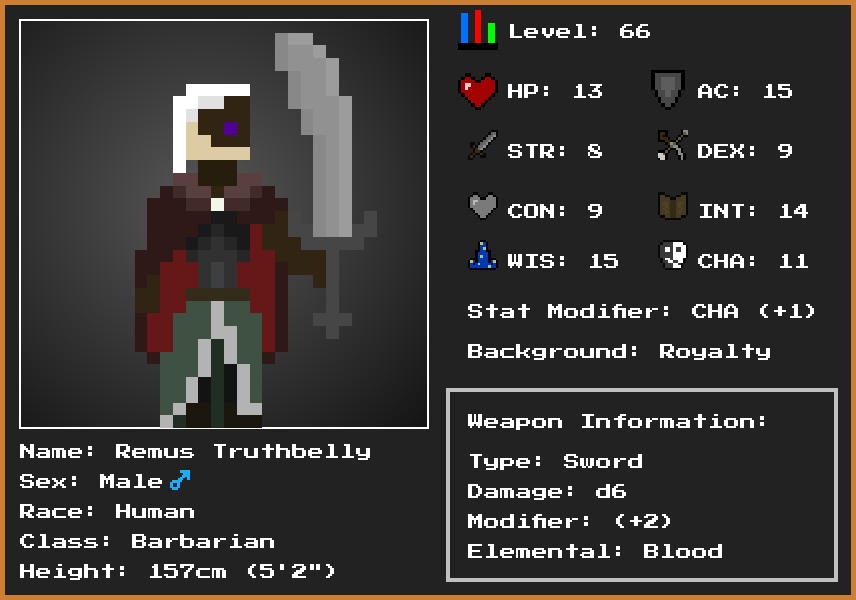 Level: 66
HP: 13
AC: 15
STR: 8
DEX: 9
CON: 9
INT: 14
WIS: 15
CHA: 11
Stat Modifier: CHA (+1)
Background: Royalty
Weapon Information:
Type: Sword
Damage: d6
Modifier: (+2)
Elemental: Blood
Name: Remus Truthbelly
Sex: Male ♂
Race: Human
Class: Barbarian
Height: 157cm (5'2")